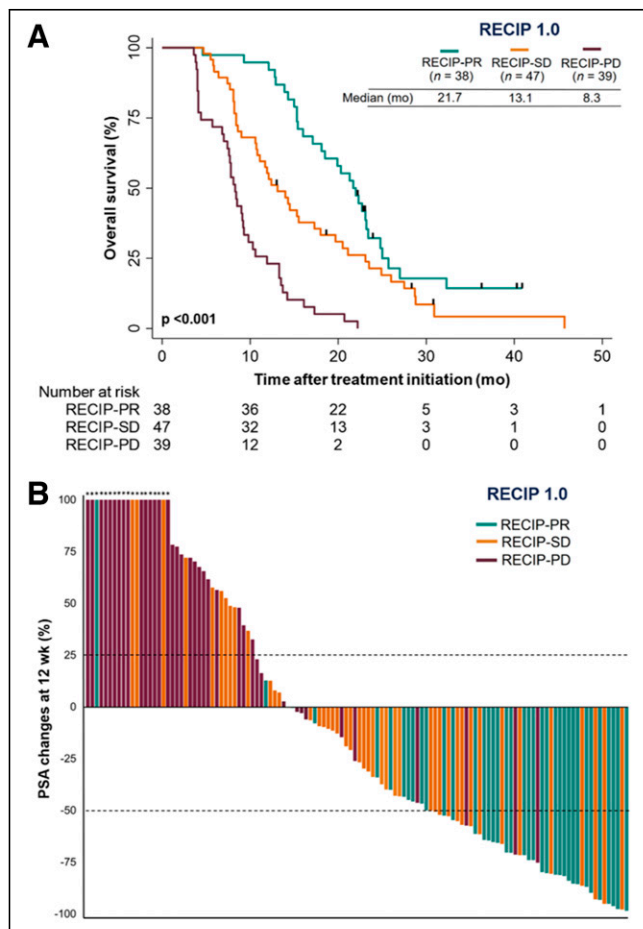 A
RECIP 1.0
RECIP-PR RECIP-SD RECIP-PD
(n = 38) (n = 47) (n = 39)
Median (mo) 21.7 13.1 8.3
Overall survival (%)
100
75
50
25
0
p <0.001
0 10 20 30 40 50
Time after treatment initiation (mo)
Number at risk
RECIP-PR 38 36 22 5 3 1
RECIP-SD 47 32 13 3 1 0
RECIP-PD 39 12 2 0 0 0
B
RECIP 1.0
RECIP-PR
RECIP-SD
RECIP-PD
PSA changes at 12 wk (%)
100
75
50
25
0
-25
-50
-75
-100